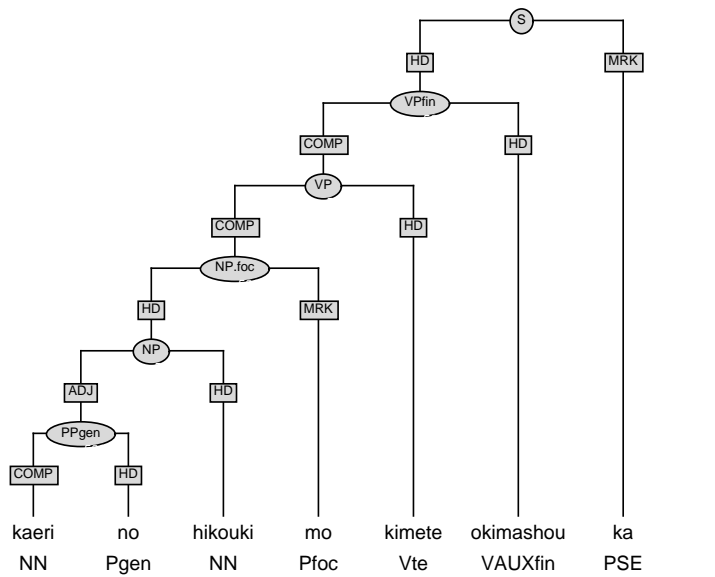 S
HD MRK
VPfin
COMP HD
VP
COMP HD
NP.foc
HD MRK
NP
ADJ HD
PPgen
COMP HD
kaeri no hikouki mo kimete okimashou ka
NN Pgen NN Pfoc Vte VAUXfin PSE